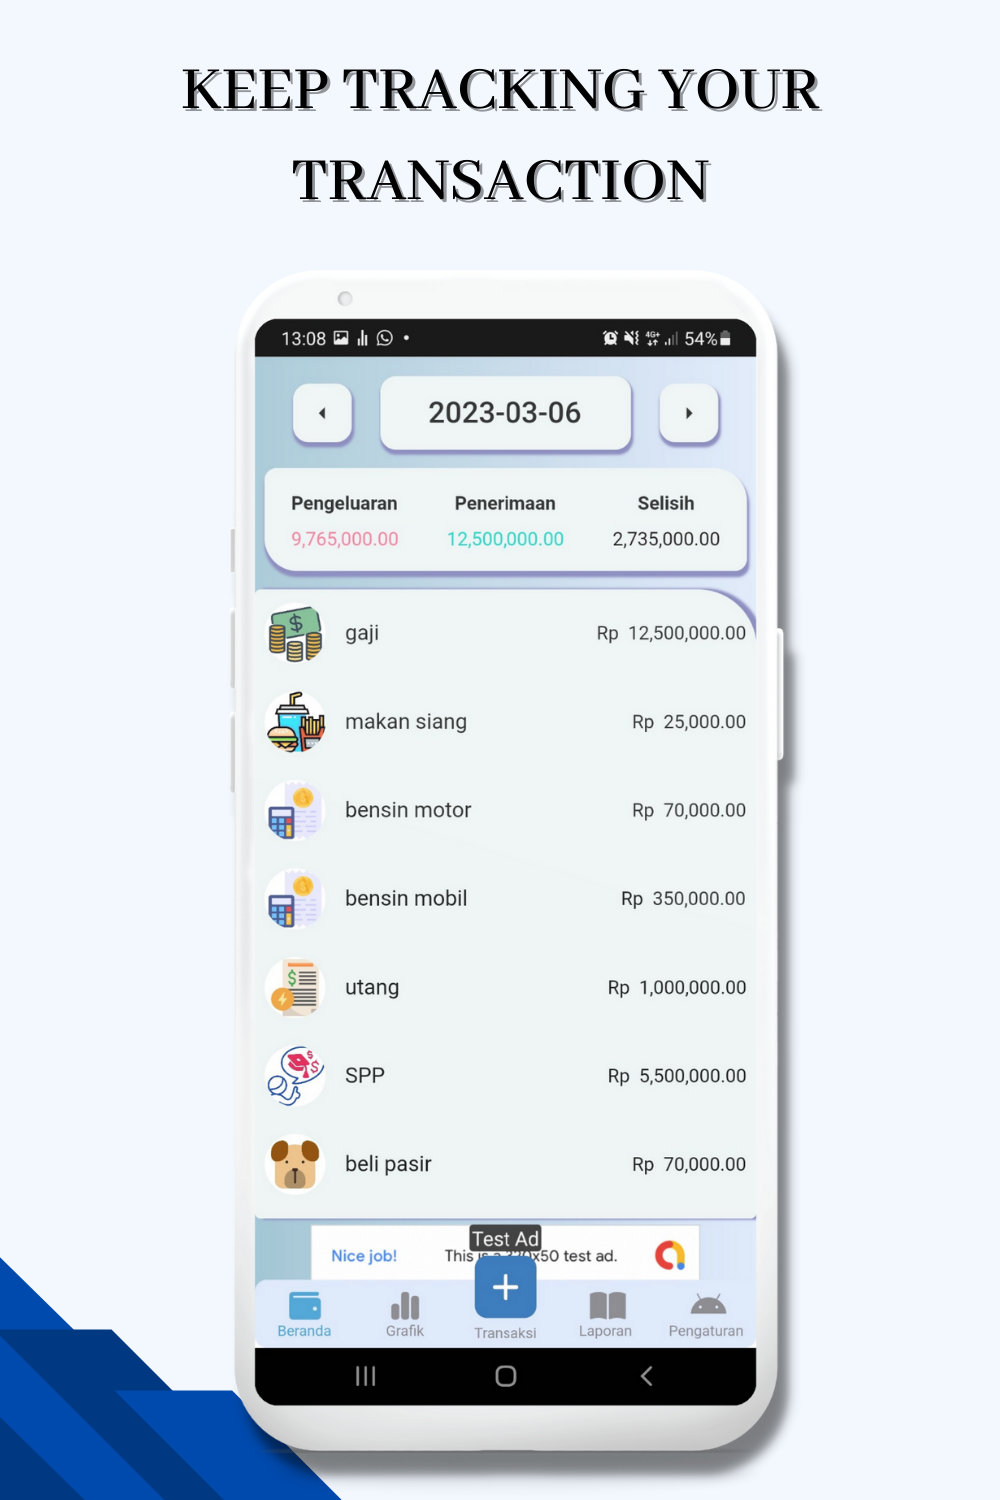 KEEP TRACKING YOUR
TRANSACTION
13:08 4G+ 54%
2023-03-06
Pengeluaran Penerimaan Selisih
9,765,000.00 12,500,000.00 2,735,000.00
gaji Rp 12,500,000.00
makan siang Rp 25,000.00
bensin motor Rp 70,000.00
bensin mobil Rp 350,000.00
utang Rp 1,000,000.00
SPP Rp 5,500,000.00
beli pasir Rp 70,000.00
Test Ad
Nice job! This is a 320x50 test ad.
Beranda Grafik Transaksi Laporan Pengaturan